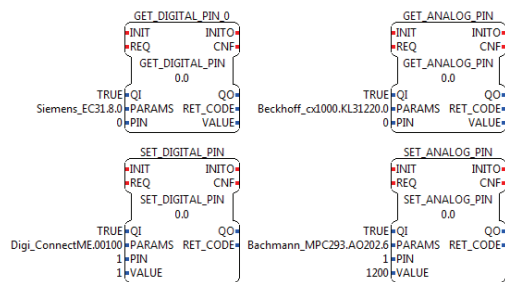 GET_DIGITAL_PIN_0
INIT INITO
REQ CNF
GET_DIGITAL_PIN
0.0
TRUE QI QO
Siemens_EC31.8.0 PARAMS RET_CODE
0 PIN VALUE
GET_ANALOG_PIN
INIT INITO
REQ CNF
GET_ANALOG_PIN
0.0
TRUE QI QO
Beckhoff_cx1000.KL31220.0 PARAMS RET_CODE
0 PIN VALUE
SET_DIGITAL_PIN
INIT INITO
REQ CNF
SET_DIGITAL_PIN
0.0
TRUE QI QO
Digi_ConnectME.00100 PARAMS RET_CODE
1 PIN
1 VALUE
SET_ANALOG_PIN
INIT INITO
REQ CNF
SET_ANALOG_PIN
0.0
TRUE QI QO
Bachmann_MPC293.AO202.6 PARAMS RET_CODE
1 PIN
1200 VALUE